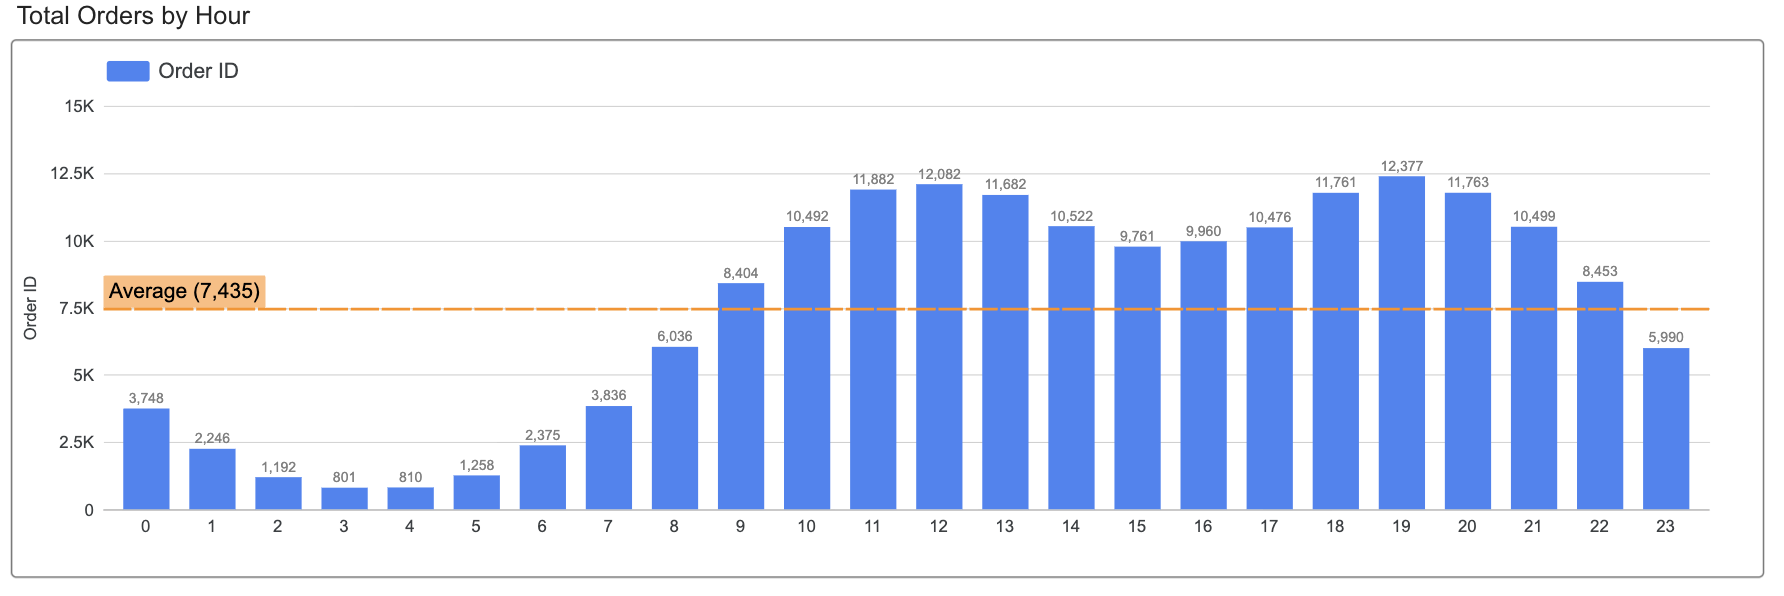 Total Orders by Hour
Order ID
15K
12.5K
10K
7.5K
5K
2.5K
0
Order ID
Average (7,435)
3,748
2,246
1,192
801
810
1,258
2,375
3,836
6,036
8,404
10,492
11,882
12,082
11,682
10,522
9,761
9,960
10,476
11,761
12,377
11,763
10,499
8,453
5,990
0 1 2 3 4 5 6 7 8 9 10 11 12 13 14 15 16 17 18 19 20 21 22 23